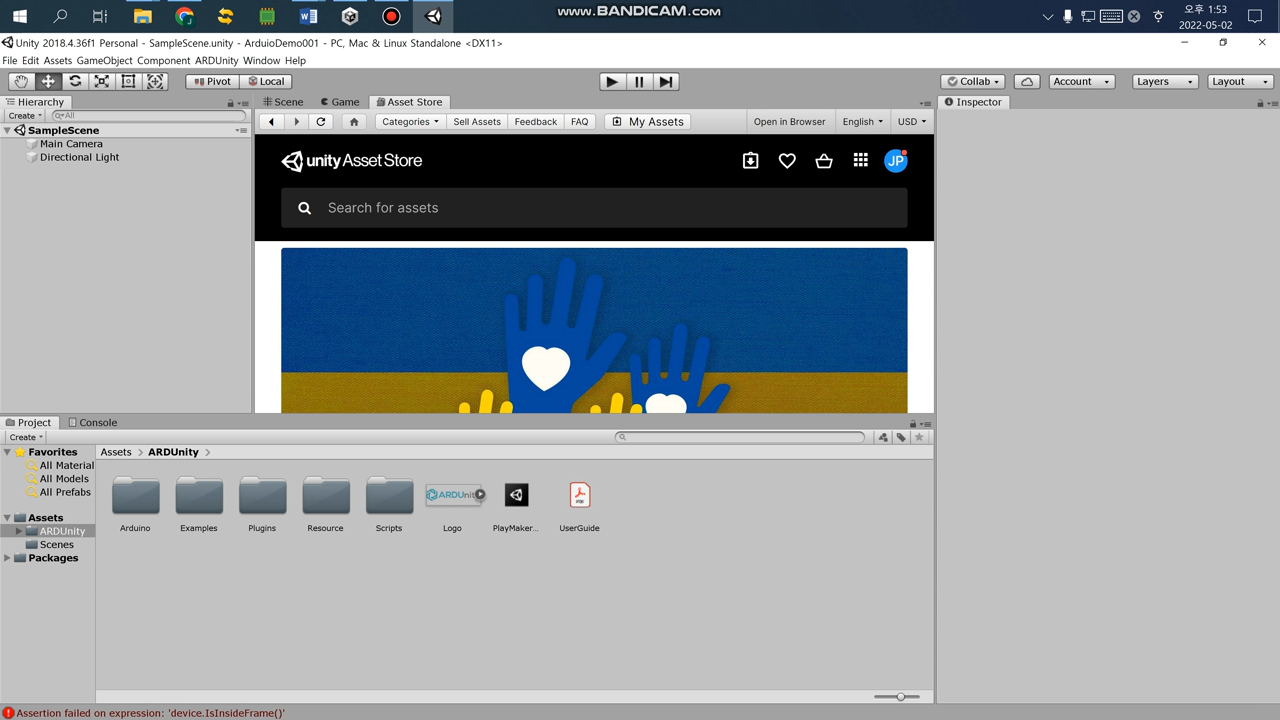 www.BANDICAM.com
오후 1:53
2022-05-02
Unity 2018.4.36f1 Personal - SampleScene.unity - ArduioDemo001 - PC, Mac & Linux Standalone <DX11>
File Edit Assets GameObject Component ARDUnity Window Help
Pivot Local Collab Account Layers Layout
Hierarchy Scene Game Asset Store Inspector
Create All Categories Sell Assets Feedback FAQ My Assets Open in Browser English USD
SampleScene
Main Camera
Directional Light
unity Asset Store JP
Search for assets
Project Console
Create
Favorites
All Material
All Models
All Prefabs
Assets
ARDUnity
Scenes
Packages
Assets > ARDUnity >
ARDUnit
Arduino Examples Plugins Resource Scripts Logo PlayMaker... UserGuide
Assertion failed on expression: 'device.IsInsideFrame()'